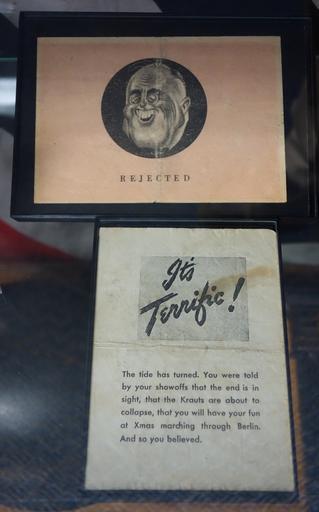 REJECTED
It's
Terrific!
The tide has turned. You were told
by your showoffs that the end is in
sight, that the Krauts are about to
collapse, that you will have your fun
at Xmas marching through Berlin.
And so you believed.